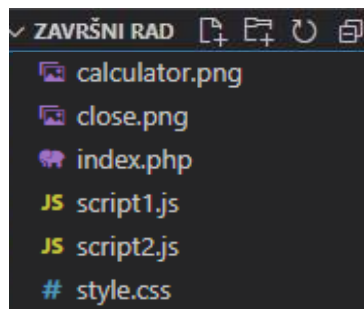 ZAVRŠNI RAD
calculator.png
close.png
index.php
JS script1.js
JS script2.js
# style.css